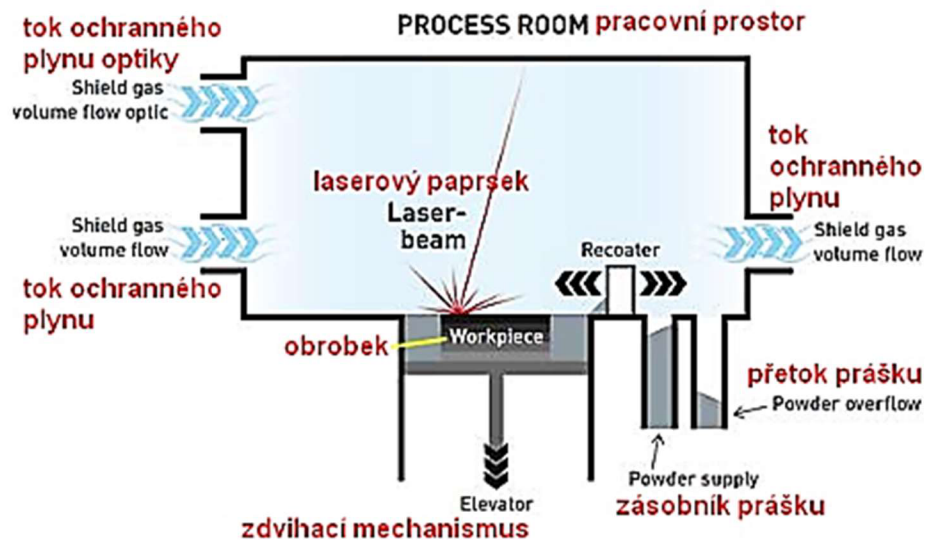 PROCESS ROOM pracovní prostor
tok ochranného
plynu optiky
Shield gas
volume flow optic
tok
ochranného
plynu
laserový paprsek
Laser-
beam
Shield gas
volume flow
Recoater
Shield gas
volume flow
tok ochranného
plynu
obrobek
Workpiece
přetok prášku
Powder overflow
Powder supply
zásobník prášku
Elevator
zdvihací mechanismus